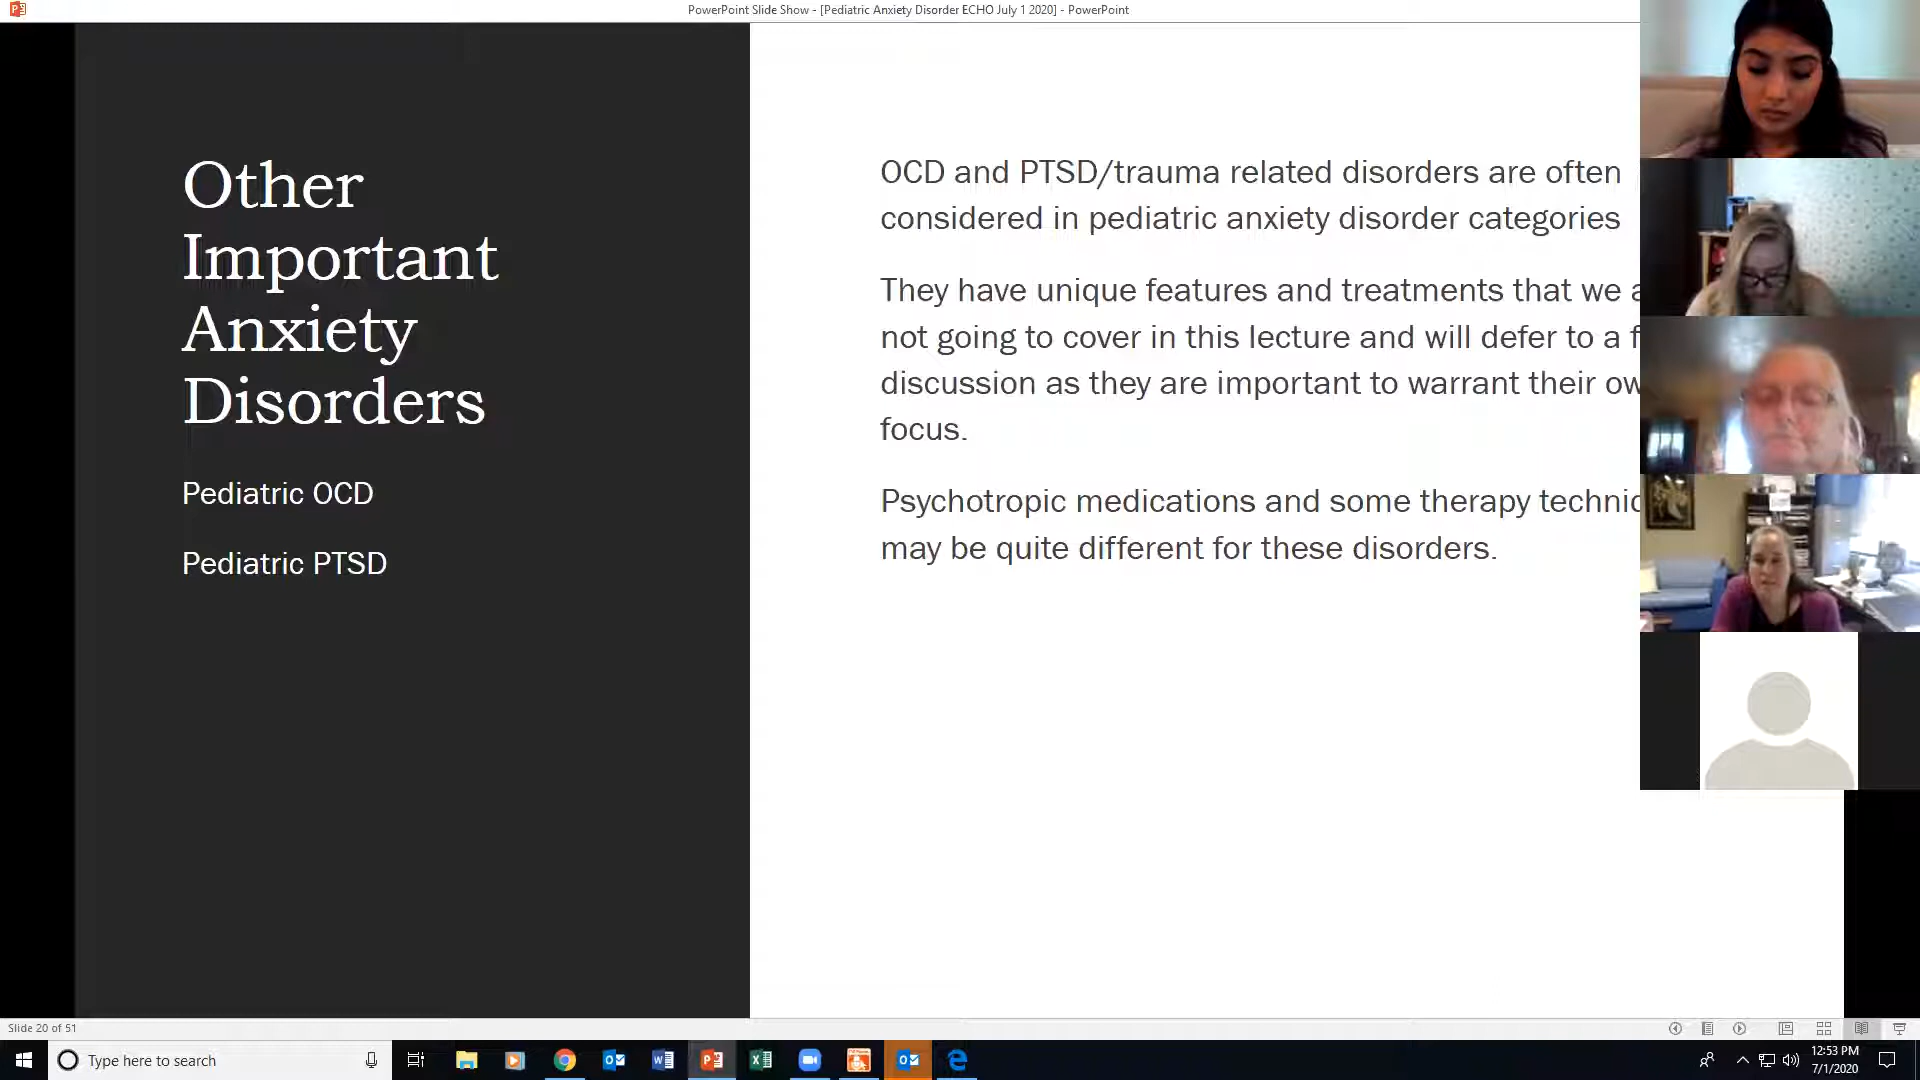 PowerPoint Slide Show - [Pediatric Anxiety Disorder ECHO July 1 2020] - PowerPoint
Other
Important
Anxiety
Disorders
Pediatric OCD
Pediatric PTSD
OCD and PTSD/trauma related disorders are often
considered in pediatric anxiety disorder categories
They have unique features and treatments that we
not going to cover in this lecture and will defer to a
discussion as they are important to warrant their
focus.
Psychotropic medications and some therapy
may be quite different for these disorders.
Slide 20 of 51
Type here to search
12:53 PM
7/1/2020